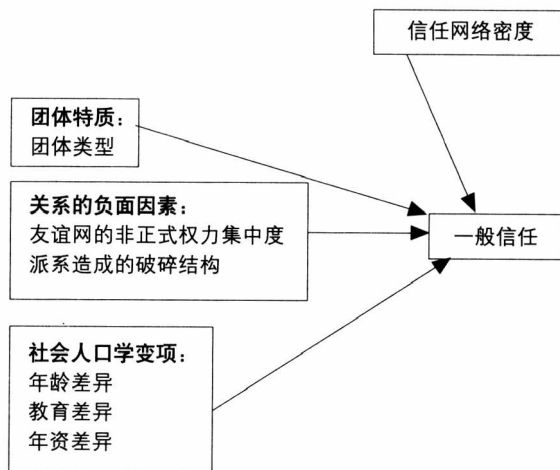 信任网络密度
团体特质：
团体类型
关系的负面因素：
友谊网的非正式权力集中度
派系造成的破碎结构
一般信任
社会人口学变项：
年龄差异
教育差异
年资差异